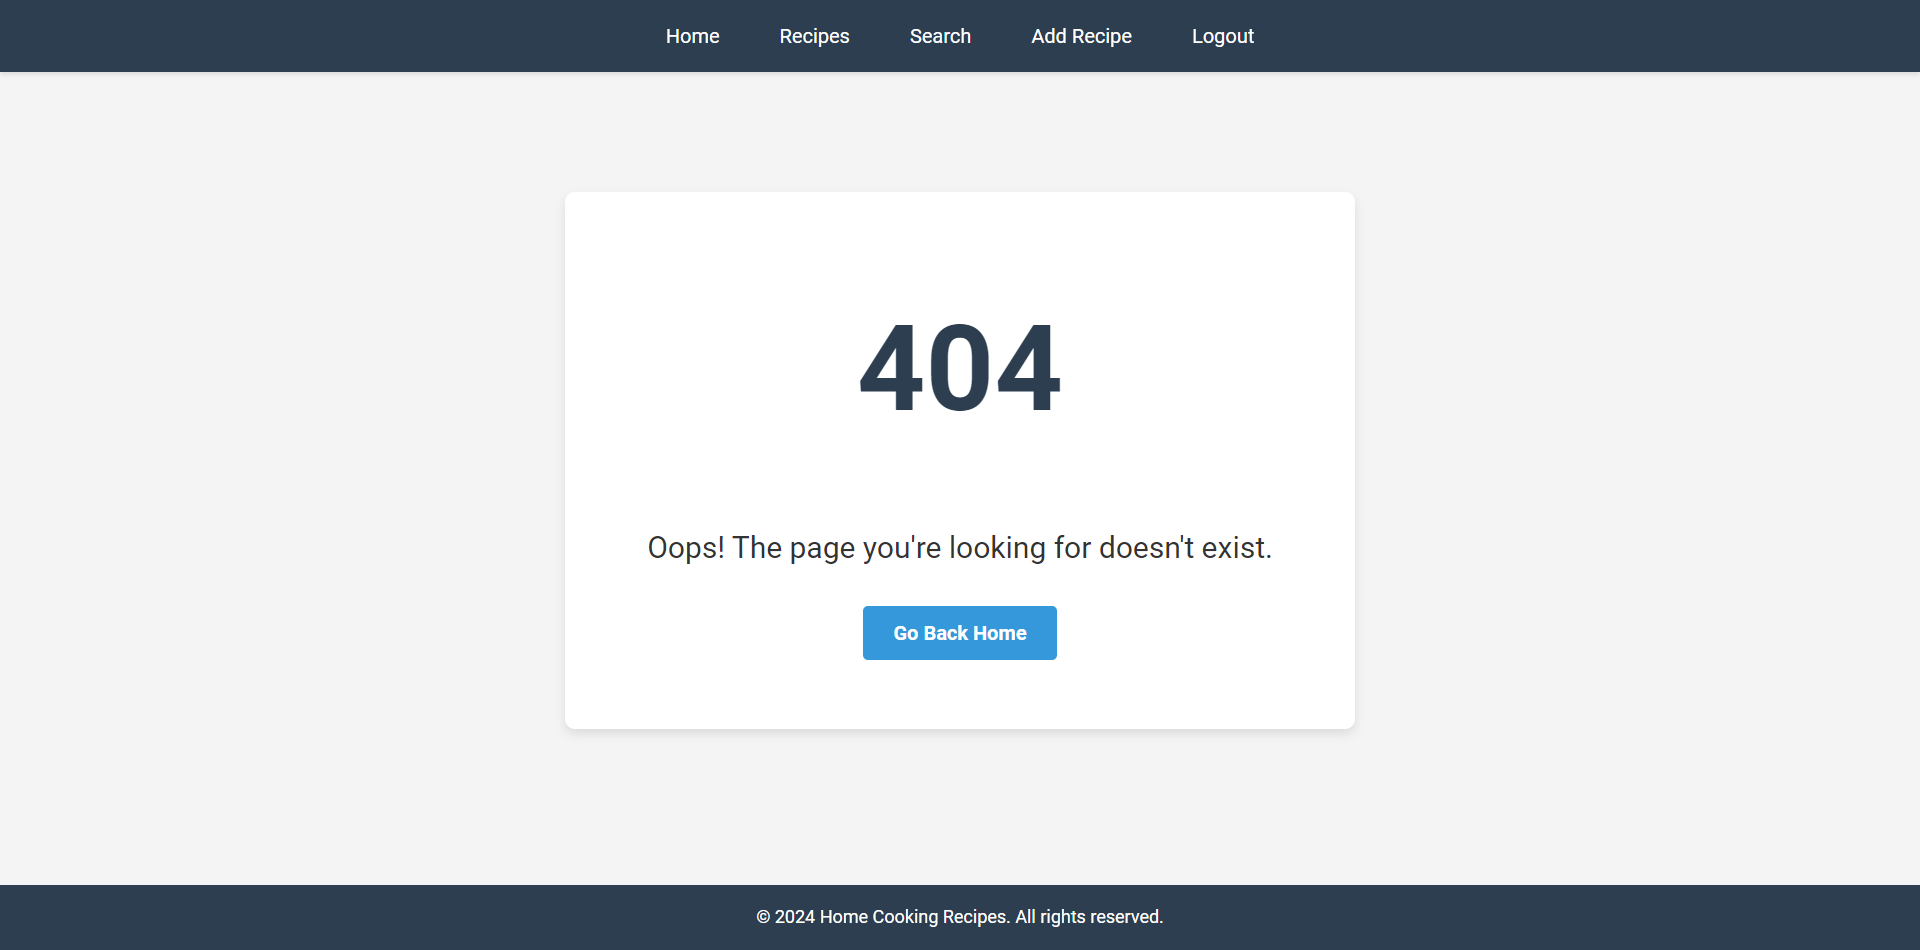 Home Recipes Search Add Recipe Logout
404
Oops! The page you're looking for doesn't exist.
Go Back Home
© 2024 Home Cooking Recipes. All rights reserved.